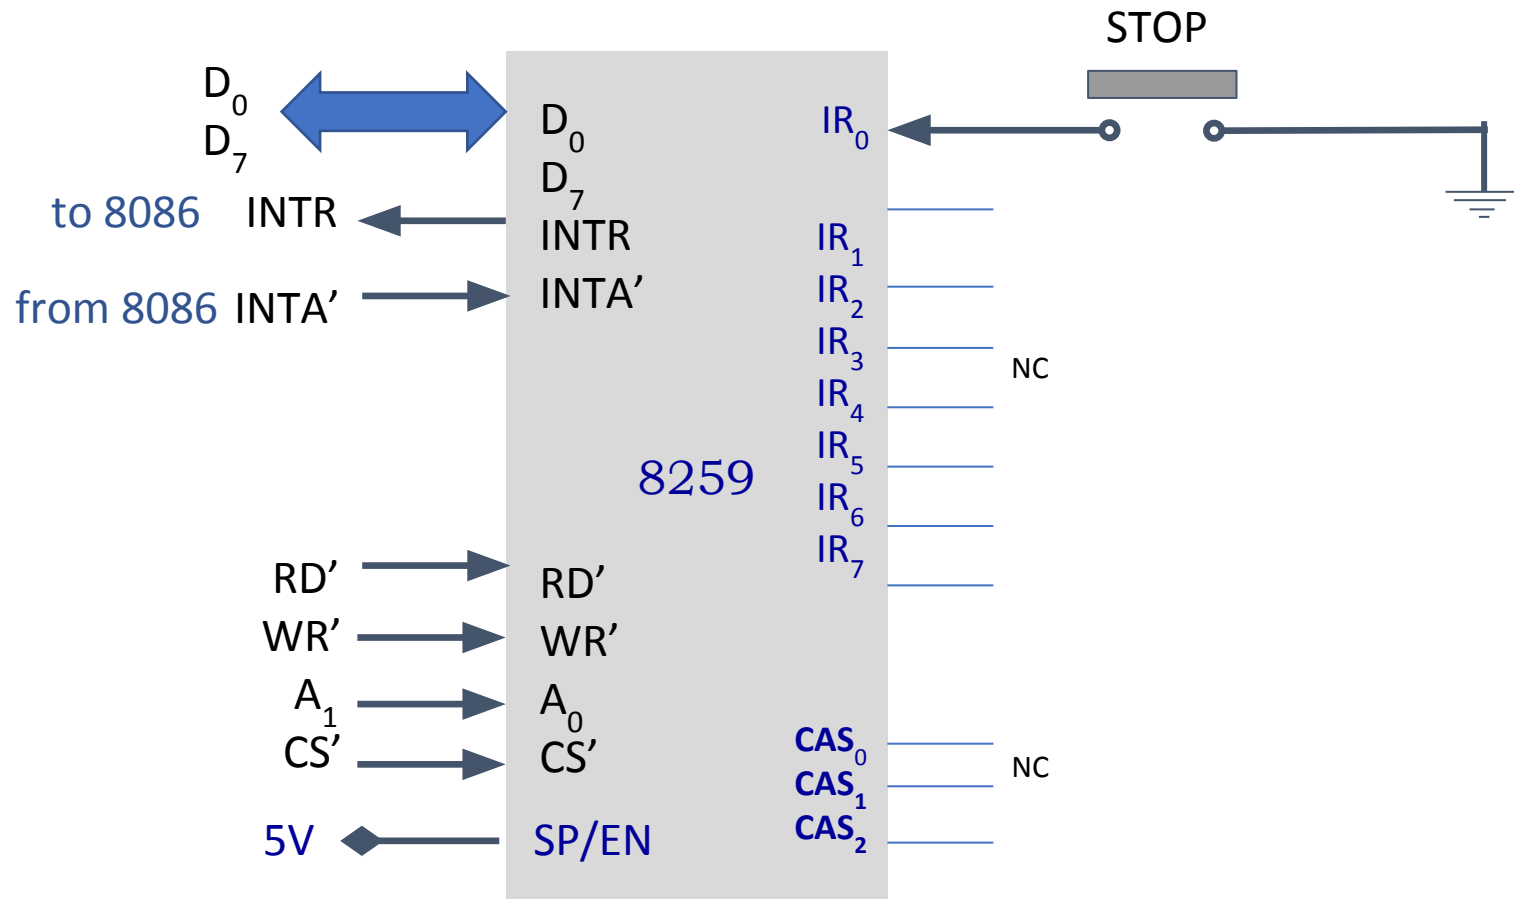 STOP
D0
D7
to 8086 INTR
from 8086 INTA’
RD’
WR’
A1
CS’
5V
D0
D7
INTR
INTA’
8259
RD’
WR’
A0
CS’
SP/EN
IR0
IR1
IR2
IR3
IR4
IR5
IR6
IR7
NC
CAS0
CAS1
CAS2
NC